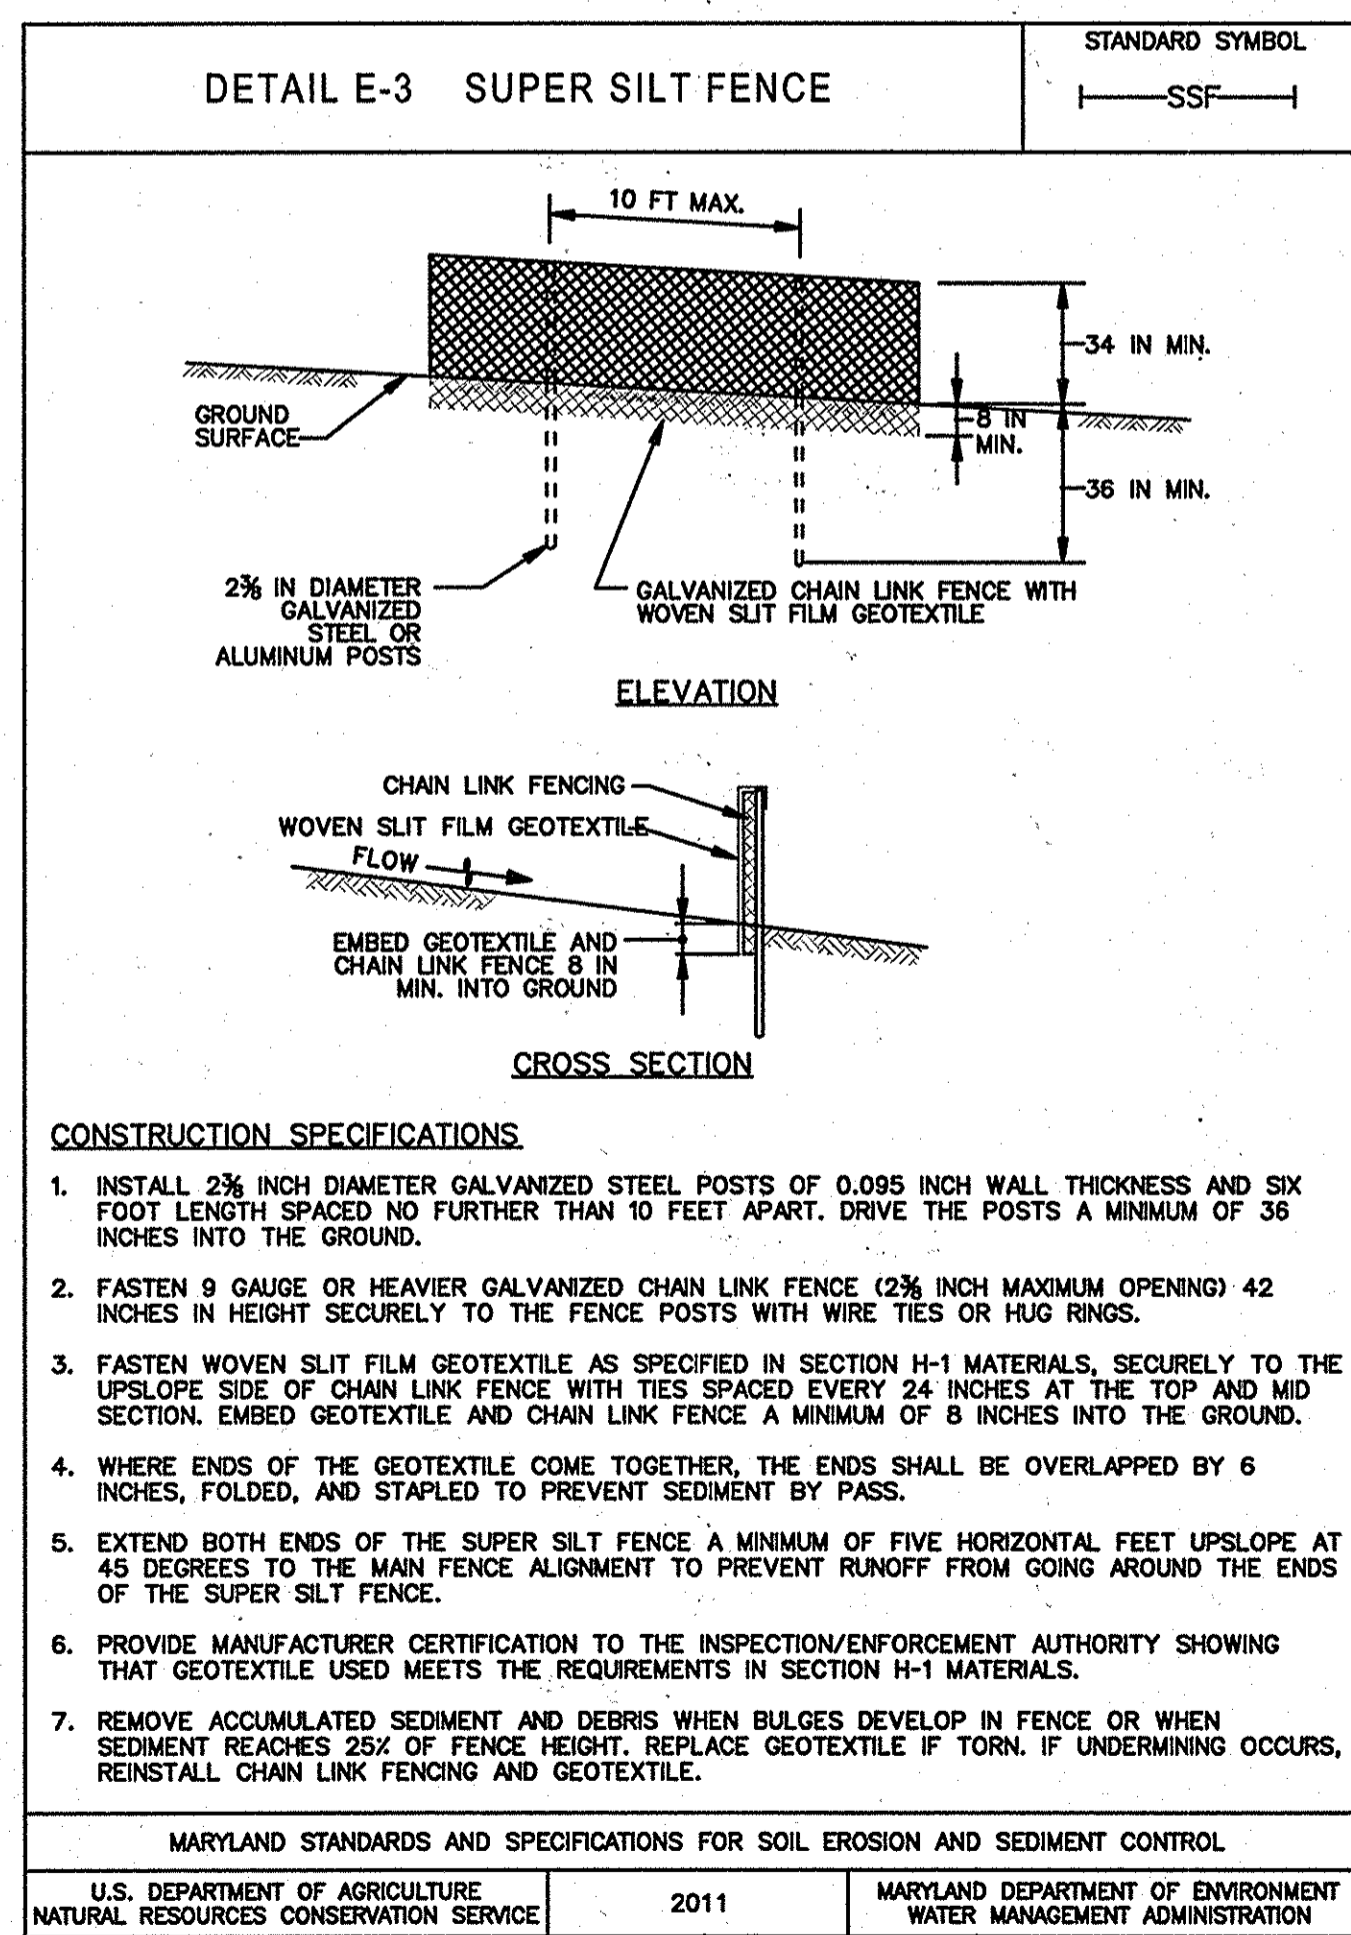 DETAIL E-3 SUPER SILT FENCE
STANDARD SYMBOL
SSF
10 FT MAX.
34 IN MIN.
GROUND
SURFACE
8 IN
MIN.
36 IN MIN.
2⅜ IN DIAMETER
GALVANIZED
STEEL OR
ALUMINUM POSTS
GALVANIZED CHAIN LINK FENCE WITH
WOVEN SLIT FILM GEOTEXTILE
ELEVATION
CHAIN LINK FENCING
WOVEN SLIT FILM GEOTEXTILE
FLOW
EMBED GEOTEXTILE AND
CHAIN LINK FENCE 8 IN
MIN. INTO GROUND
CROSS SECTION
CONSTRUCTION SPECIFICATIONS
1. INSTALL 2⅜ INCH DIAMETER GALVANIZED STEEL POSTS OF 0.095 INCH WALL THICKNESS AND SIX
FOOT LENGTH SPACED NO FURTHER THAN 10 FEET APART. DRIVE THE POSTS A MINIMUM OF 36
INCHES INTO THE GROUND.
2. FASTEN 9 GAUGE OR HEAVIER GALVANIZED CHAIN LINK FENCE (2⅜ INCH MAXIMUM OPENING) 42
INCHES IN HEIGHT SECURELY TO THE FENCE POSTS WITH WIRE TIES OR HUG RINGS.
3. FASTEN WOVEN SLIT FILM GEOTEXTILE AS SPECIFIED IN SECTION H-1 MATERIALS, SECURELY TO THE
UPSLOPE SIDE OF CHAIN LINK FENCE WITH TIES SPACED EVERY 24 INCHES AT THE TOP AND MID
SECTION. EMBED GEOTEXTILE AND CHAIN LINK FENCE A MINIMUM OF 8 INCHES INTO THE GROUND.
4. WHERE ENDS OF THE GEOTEXTILE COME TOGETHER, THE ENDS SHALL BE OVERLAPPED BY 6
INCHES, FOLDED, AND STAPLED TO PREVENT SEDIMENT BY PASS.
5. EXTEND BOTH ENDS OF THE SUPER SILT FENCE A MINIMUM OF FIVE HORIZONTAL FEET UPSLOPE AT
45 DEGREES TO THE MAIN FENCE ALIGNMENT TO PREVENT RUNOFF FROM GOING AROUND THE ENDS
OF THE SUPER SILT FENCE.
6. PROVIDE MANUFACTURER CERTIFICATION TO THE INSPECTION/ENFORCEMENT AUTHORITY SHOWING
THAT GEOTEXTILE USED MEETS THE REQUIREMENTS IN SECTION H-1 MATERIALS.
7. REMOVE ACCUMULATED SEDIMENT AND DEBRIS WHEN BULGES DEVELOP IN FENCE OR WHEN
SEDIMENT REACHES 25% OF FENCE HEIGHT. REPLACE GEOTEXTILE IF TORN. IF UNDERMINING OCCURS,
REINSTALL CHAIN LINK FENCING AND GEOTEXTILE.
MARYLAND STANDARDS AND SPECIFICATIONS FOR SOIL EROSION AND SEDIMENT CONTROL
U.S. DEPARTMENT OF AGRICULTURE
NATURAL RESOURCES CONSERVATION SERVICE
2011
MARYLAND DEPARTMENT OF ENVIRONMENT
WATER MANAGEMENT ADMINISTRATION